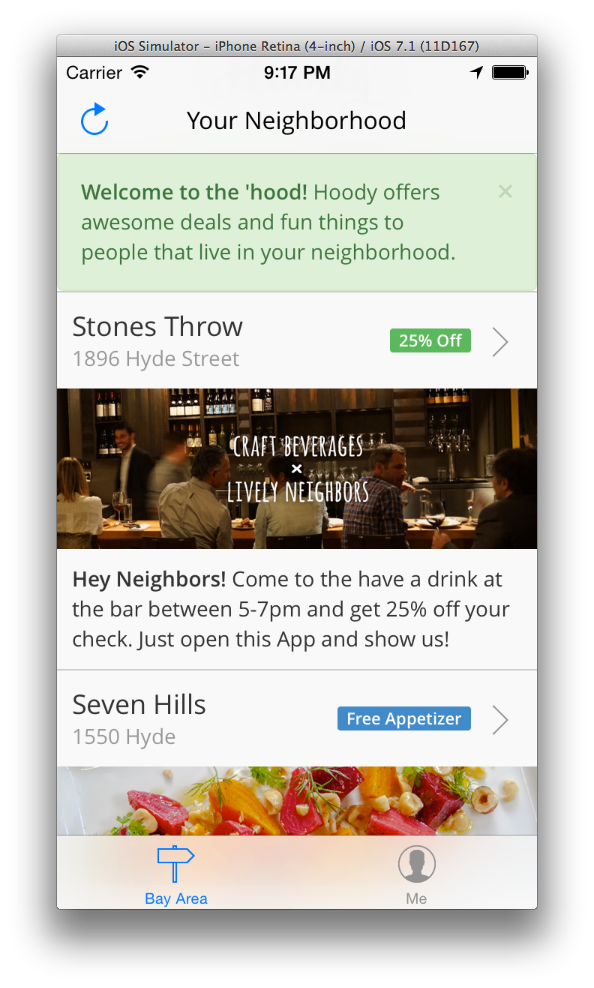 iOS Simulator – iPhone Retina (4-inch) / iOS 7.1 (11D167)
Carrier 9:17 PM
Your Neighborhood
Welcome to the 'hood! Hoody offers ×
awesome deals and fun things to
people that live in your neighborhood.
Stones Throw
25% Off
1896 Hyde Street
CRAFT BEVERAGES
×
LIVELY NEIGHBORS
Hey Neighbors! Come to the have a drink at
the bar between 5-7pm and get 25% off your
check. Just open this App and show us!
Seven Hills
Free Appetizer
1550 Hyde
Bay Area Me